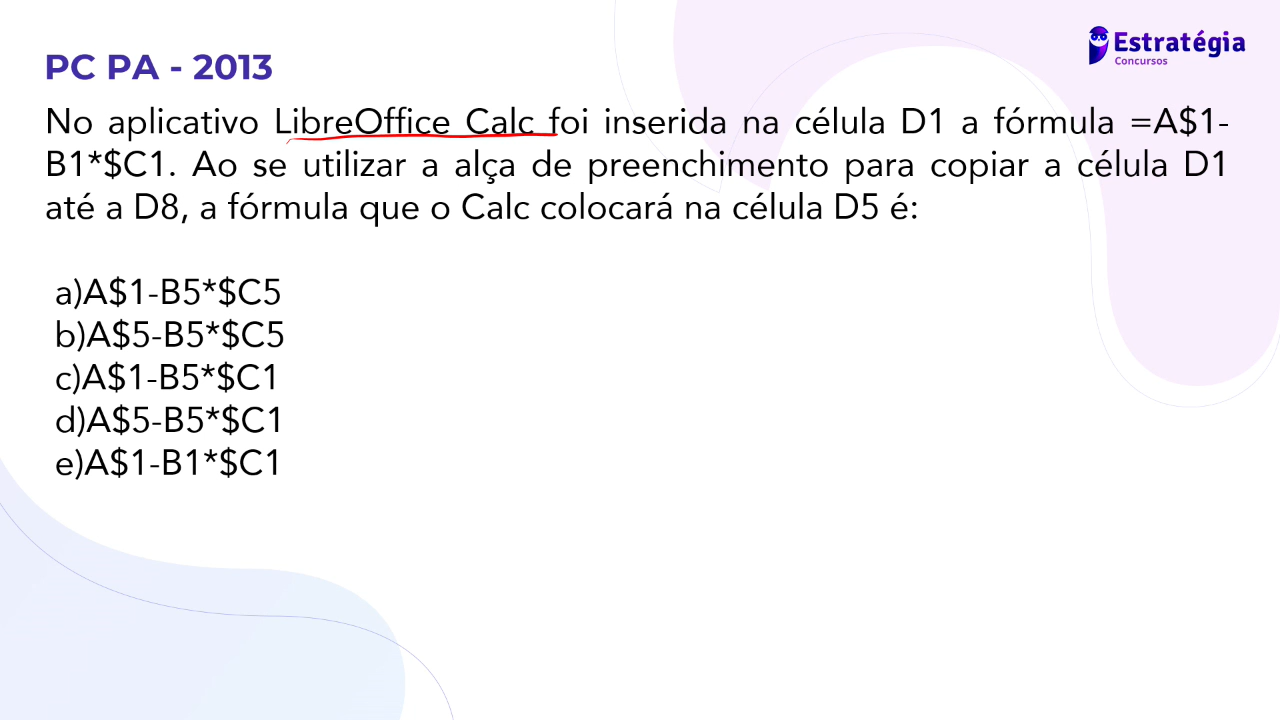 Estratégia
Concursos
PC PA - 2013
No aplicativo LibreOffice Calc foi inserida na célula D1 a fórmula =A$1-
B1*$C1. Ao se utilizar a alça de preenchimento para copiar a célula D1
até a D8, a fórmula que o Calc colocará na célula D5 é:
a)A$1-B5*$C5
b)A$5-B5*$C5
c)A$1-B5*$C1
d)A$5-B5*$C1
e)A$1-B1*$C1